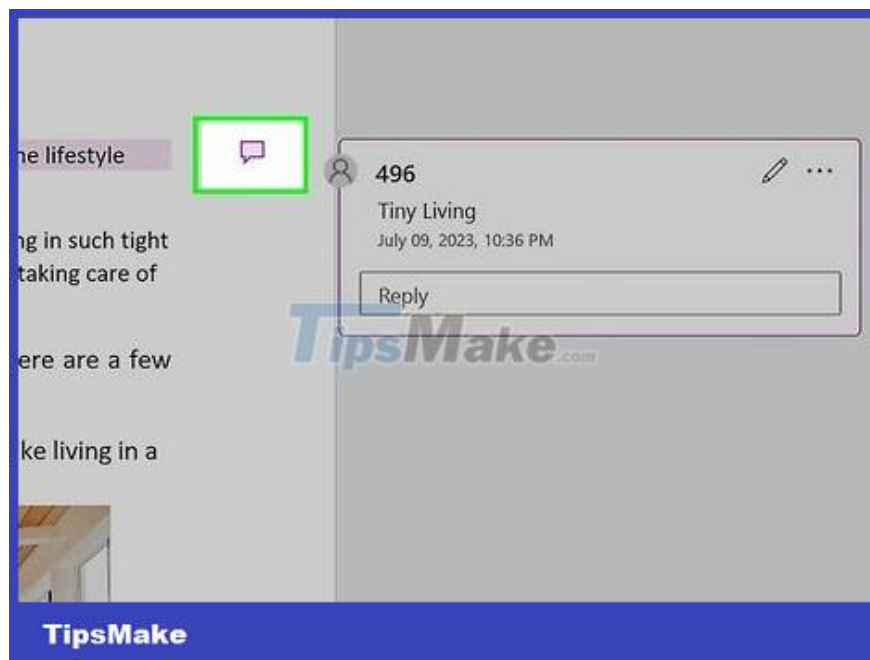 he lifestyle
ng in such tight
taking care of
ere are a few
ke living in a
496
Tiny Living
July 09, 2023, 10:36 PM
Reply
TipsMake.com
TipsMake